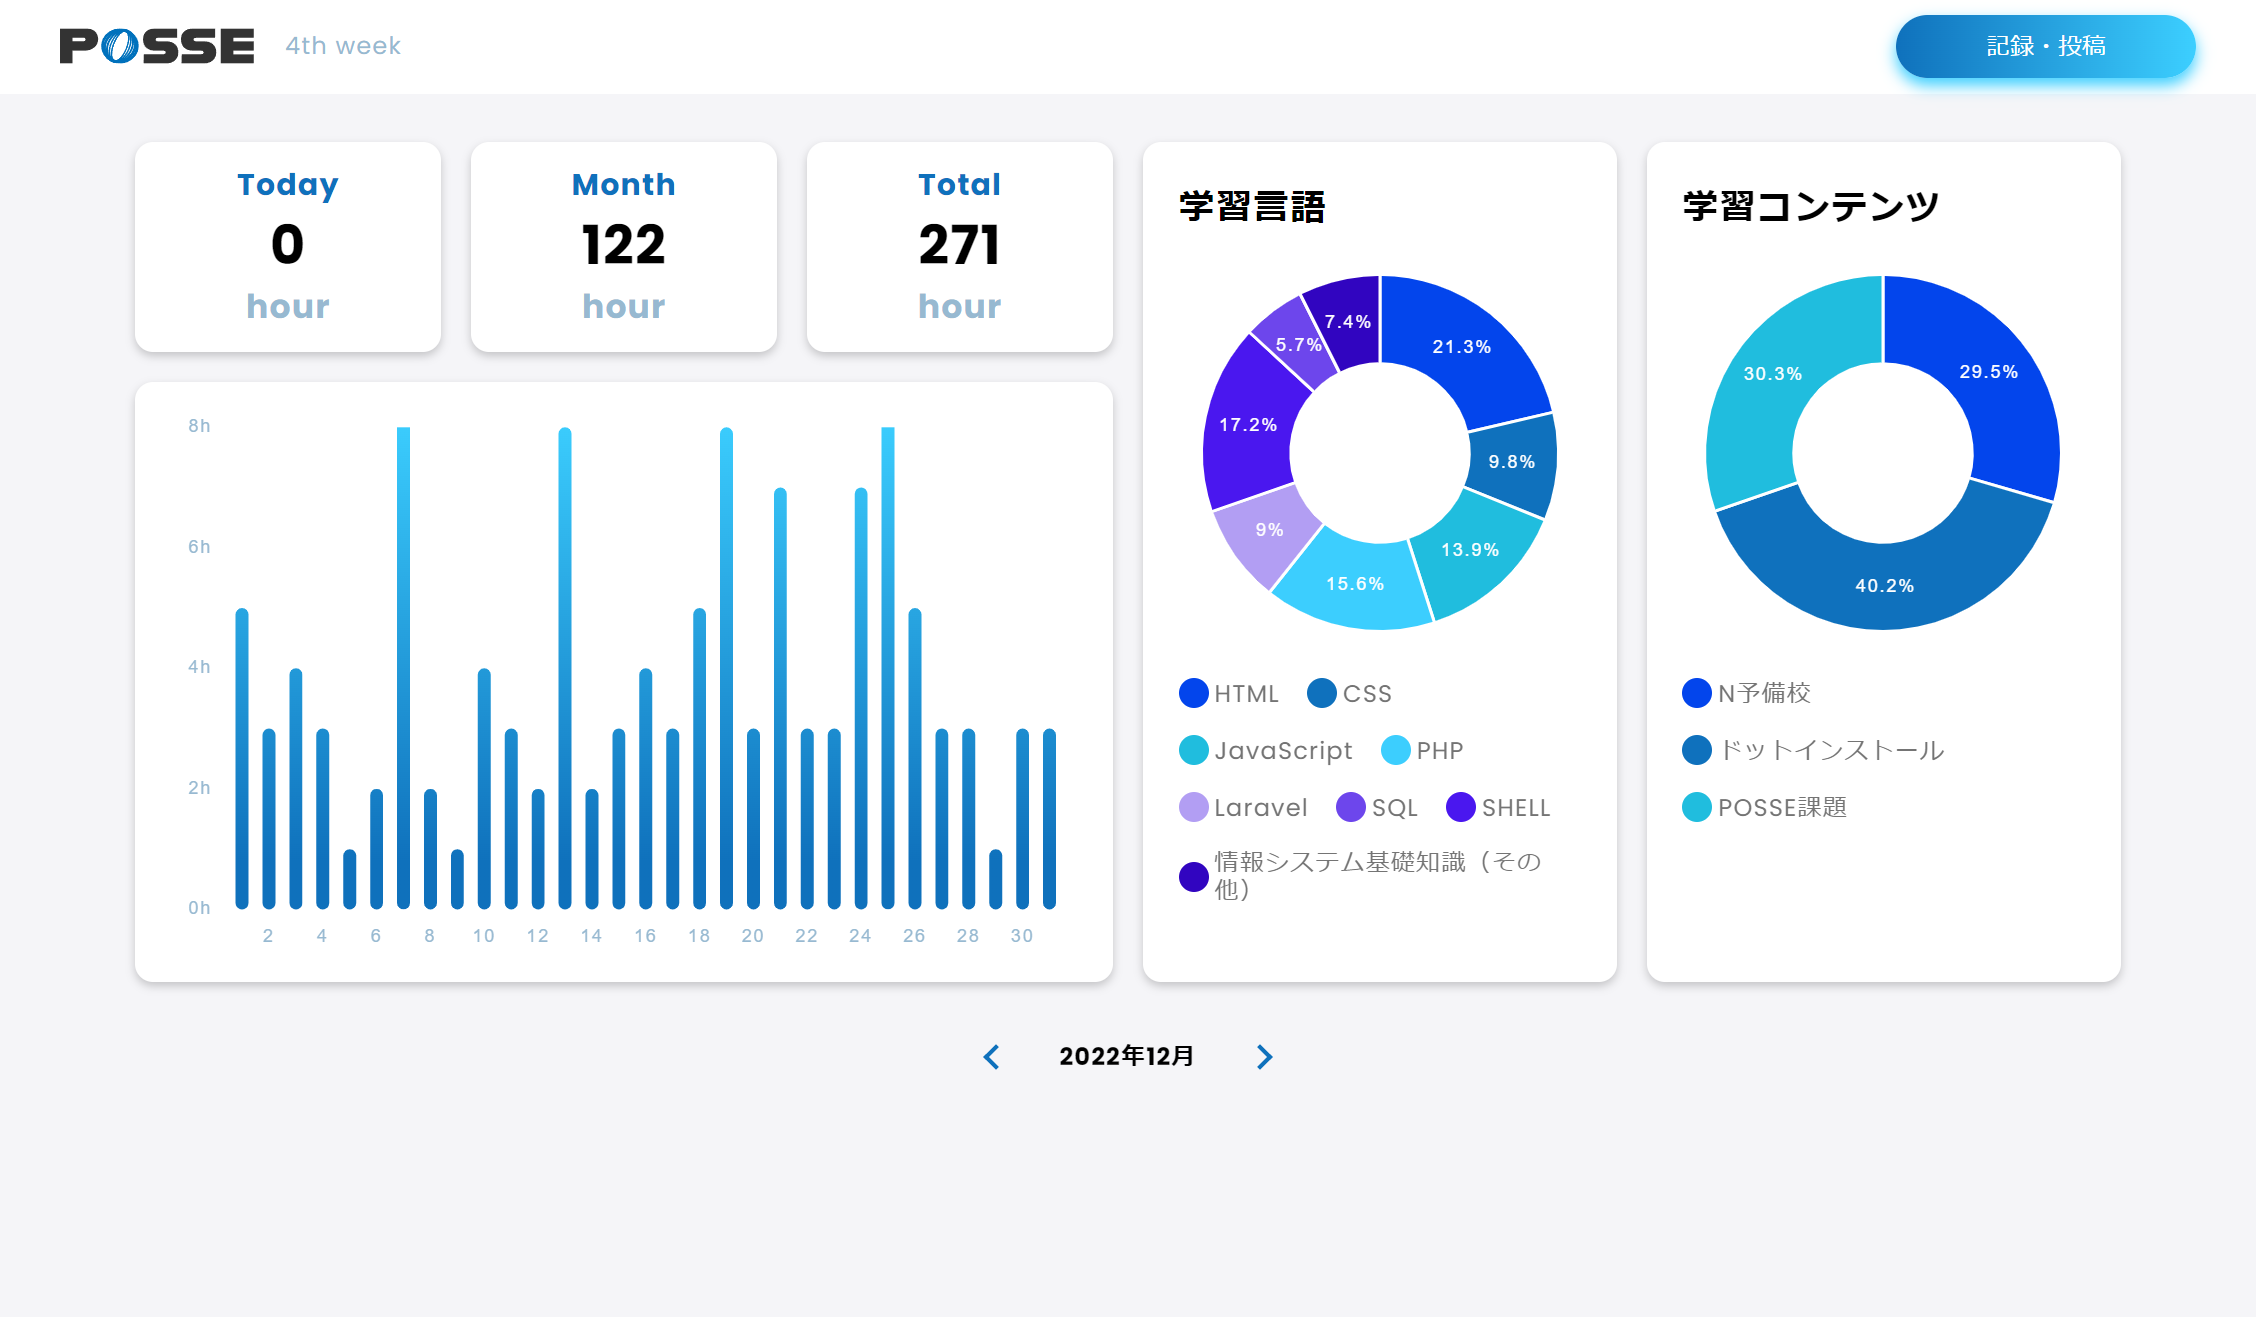 POSSE
4th week
記録・投稿
Today
0
hour
Month
122
hour
Total
271
hour
8h
6h
4h
2h
0h
2 4 6 8 10 12 14 16 18 20 22 24 26 28 30
学習言語
7.4%
21.3%
5.7%
17.2%
9.8%
9%
13.9%
15.6%
HTML CSS
JavaScript PHP
Laravel SQL SHELL
情報システム基礎知識（その
他）
学習コンテンツ
30.3%
29.5%
40.2%
N予備校
ドットインストール
POSSE課題
2022年12月